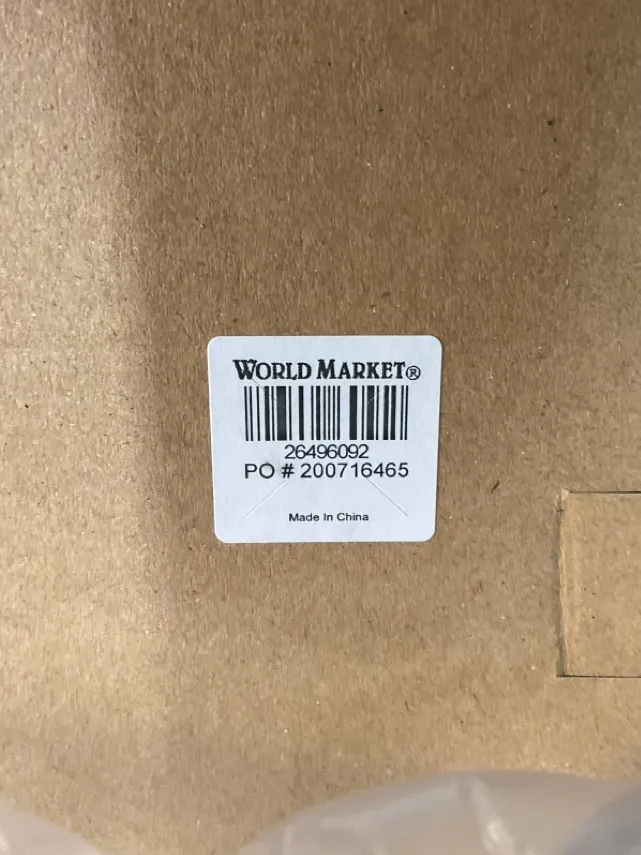 WORLD MARKET®
26496092
PO # 200716465
Made In China